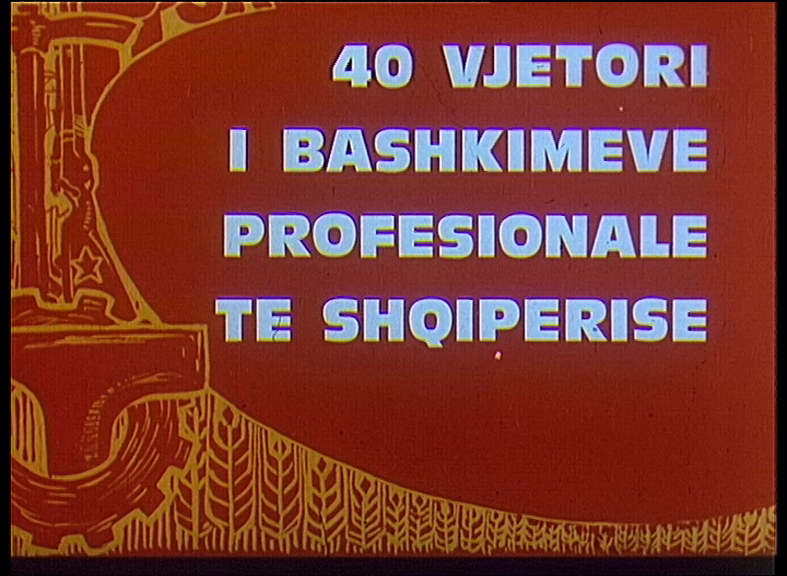 40 VJETORI
I BASHKIMEVE
PROFESIONALE
TE SHQIPERISE